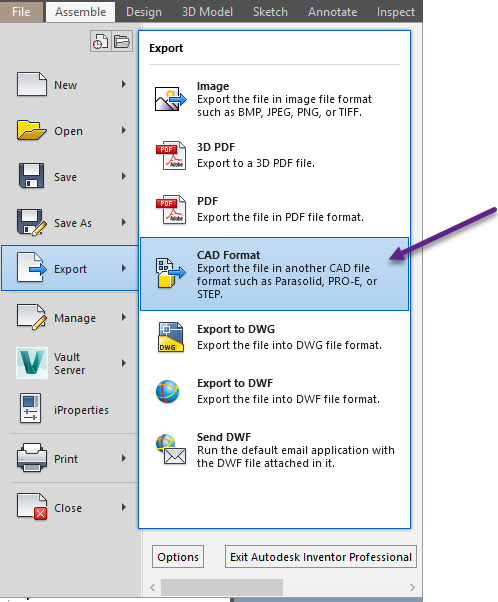 File Assemble Design 3D Model Sketch Annotate Inspect
New
Open
Save
Save As
Export
Manage
Vault
Server
iProperties
Print
Close
Export
Image
Export the file in image file format
such as BMP, JPEG, PNG, or TIFF.
PDF
Adobe
3D PDF
Export to a 3D PDF file.
PDF
Adobe
PDF
Export the file in PDF file format.
CAD Format
Export the file in another CAD file
format such as Parasolid, PRO-E, or
STEP.
DWG
Export to DWG
Export the file into DWG file format.
Export to DWF
Export the file into DWF file format.
Send DWF
Run the default email application with
the DWF file attached in it.
Options Exit Autodesk Inventor Professional